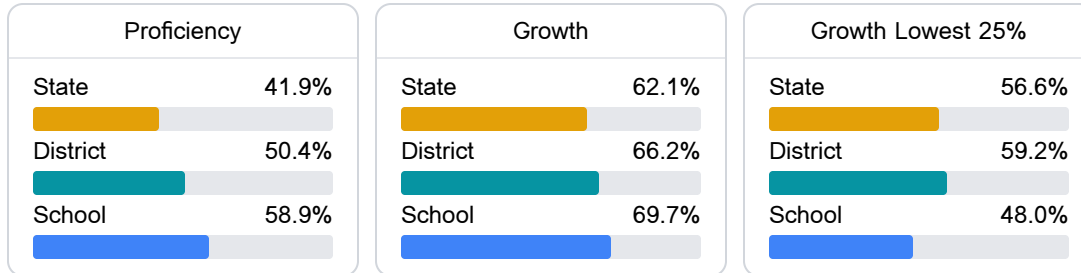 Proficiency
State 41.9%
District 50.4%
School 58.9%
Growth
State 62.1%
District 66.2%
School 69.7%
Growth Lowest 25%
State 56.6%
District 59.2%
School 48.0%